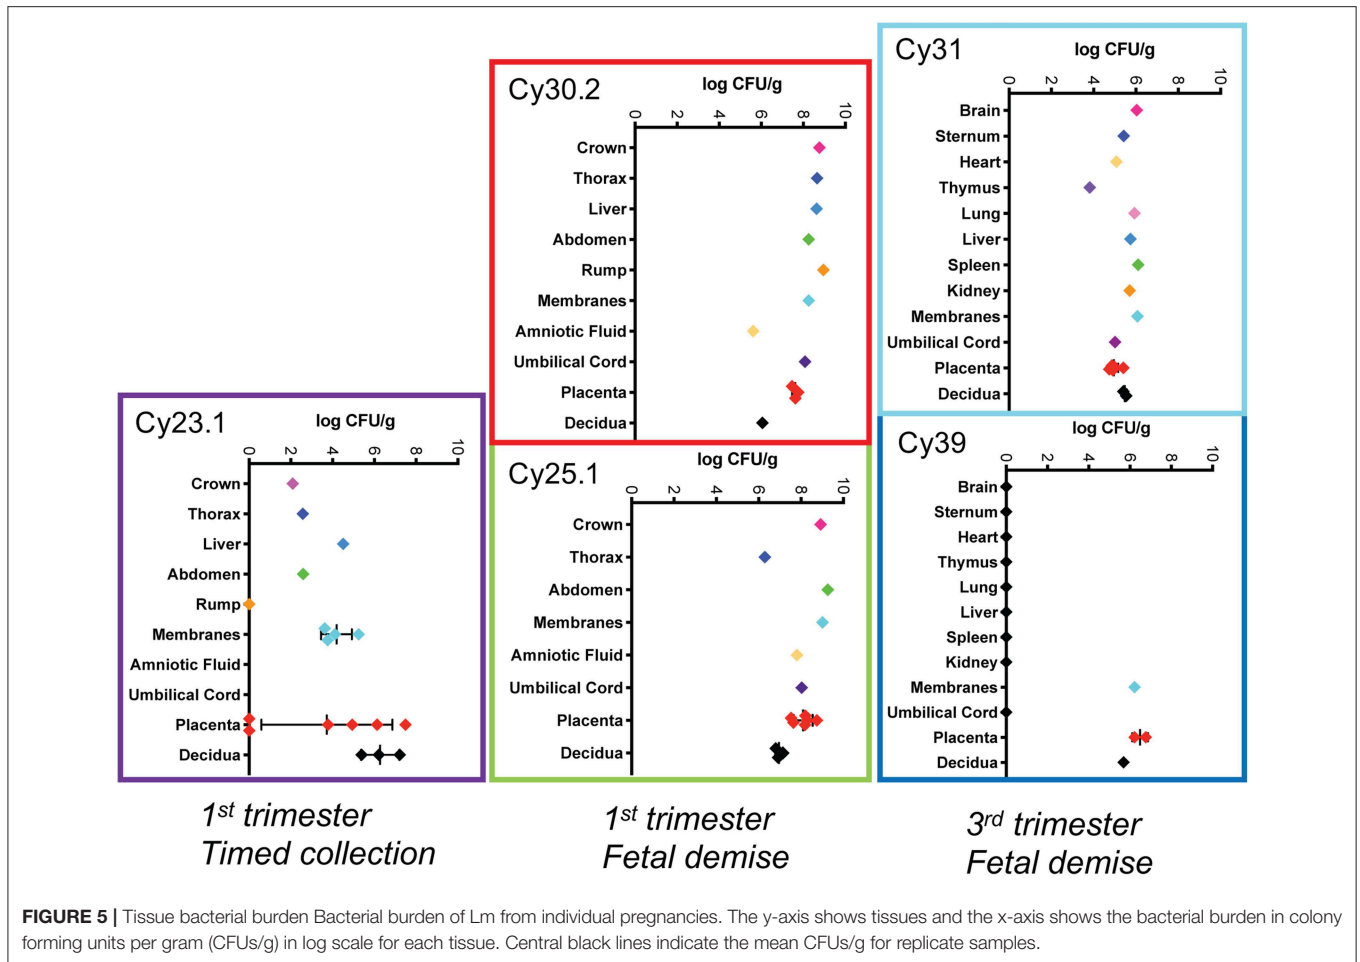 Cy23.1
log CFU/g
0 2 4 6 8 10
Crown
Thorax
Liver
Abdomen
Rump
Membranes
Amniotic Fluid
Umbilical Cord
Placenta
Decidua
1st trimester
Timed collection
Cy30.2
log CFU/g
0 2 4 6 8 10
Crown
Thorax
Liver
Abdomen
Rump
Membranes
Amniotic Fluid
Umbilical Cord
Placenta
Decidua
Cy25.1
log CFU/g
0 2 4 6 8 10
Crown
Thorax
Abdomen
Membranes
Amniotic Fluid
Umbilical Cord
Placenta
Decidua
1st trimester
Fetal demise
Cy31
log CFU/g
0 2 4 6 8 10
Brain
Sternum
Heart
Thymus
Lung
Liver
Spleen
Kidney
Membranes
Umbilical Cord
Placenta
Decidua
Cy39
log CFU/g
0 2 4 6 8 10
Brain
Sternum
Heart
Thymus
Lung
Liver
Spleen
Kidney
Membranes
Umbilical Cord
Placenta
Decidua
3rd trimester
Fetal demise
FIGURE 5 | Tissue bacterial burden Bacterial burden of Lm from individual pregnancies. The y-axis shows tissues and the x-axis shows the bacterial burden in colony
forming units per gram (CFUs/g) in log scale for each tissue. Central black lines indicate the mean CFUs/g for replicate samples.